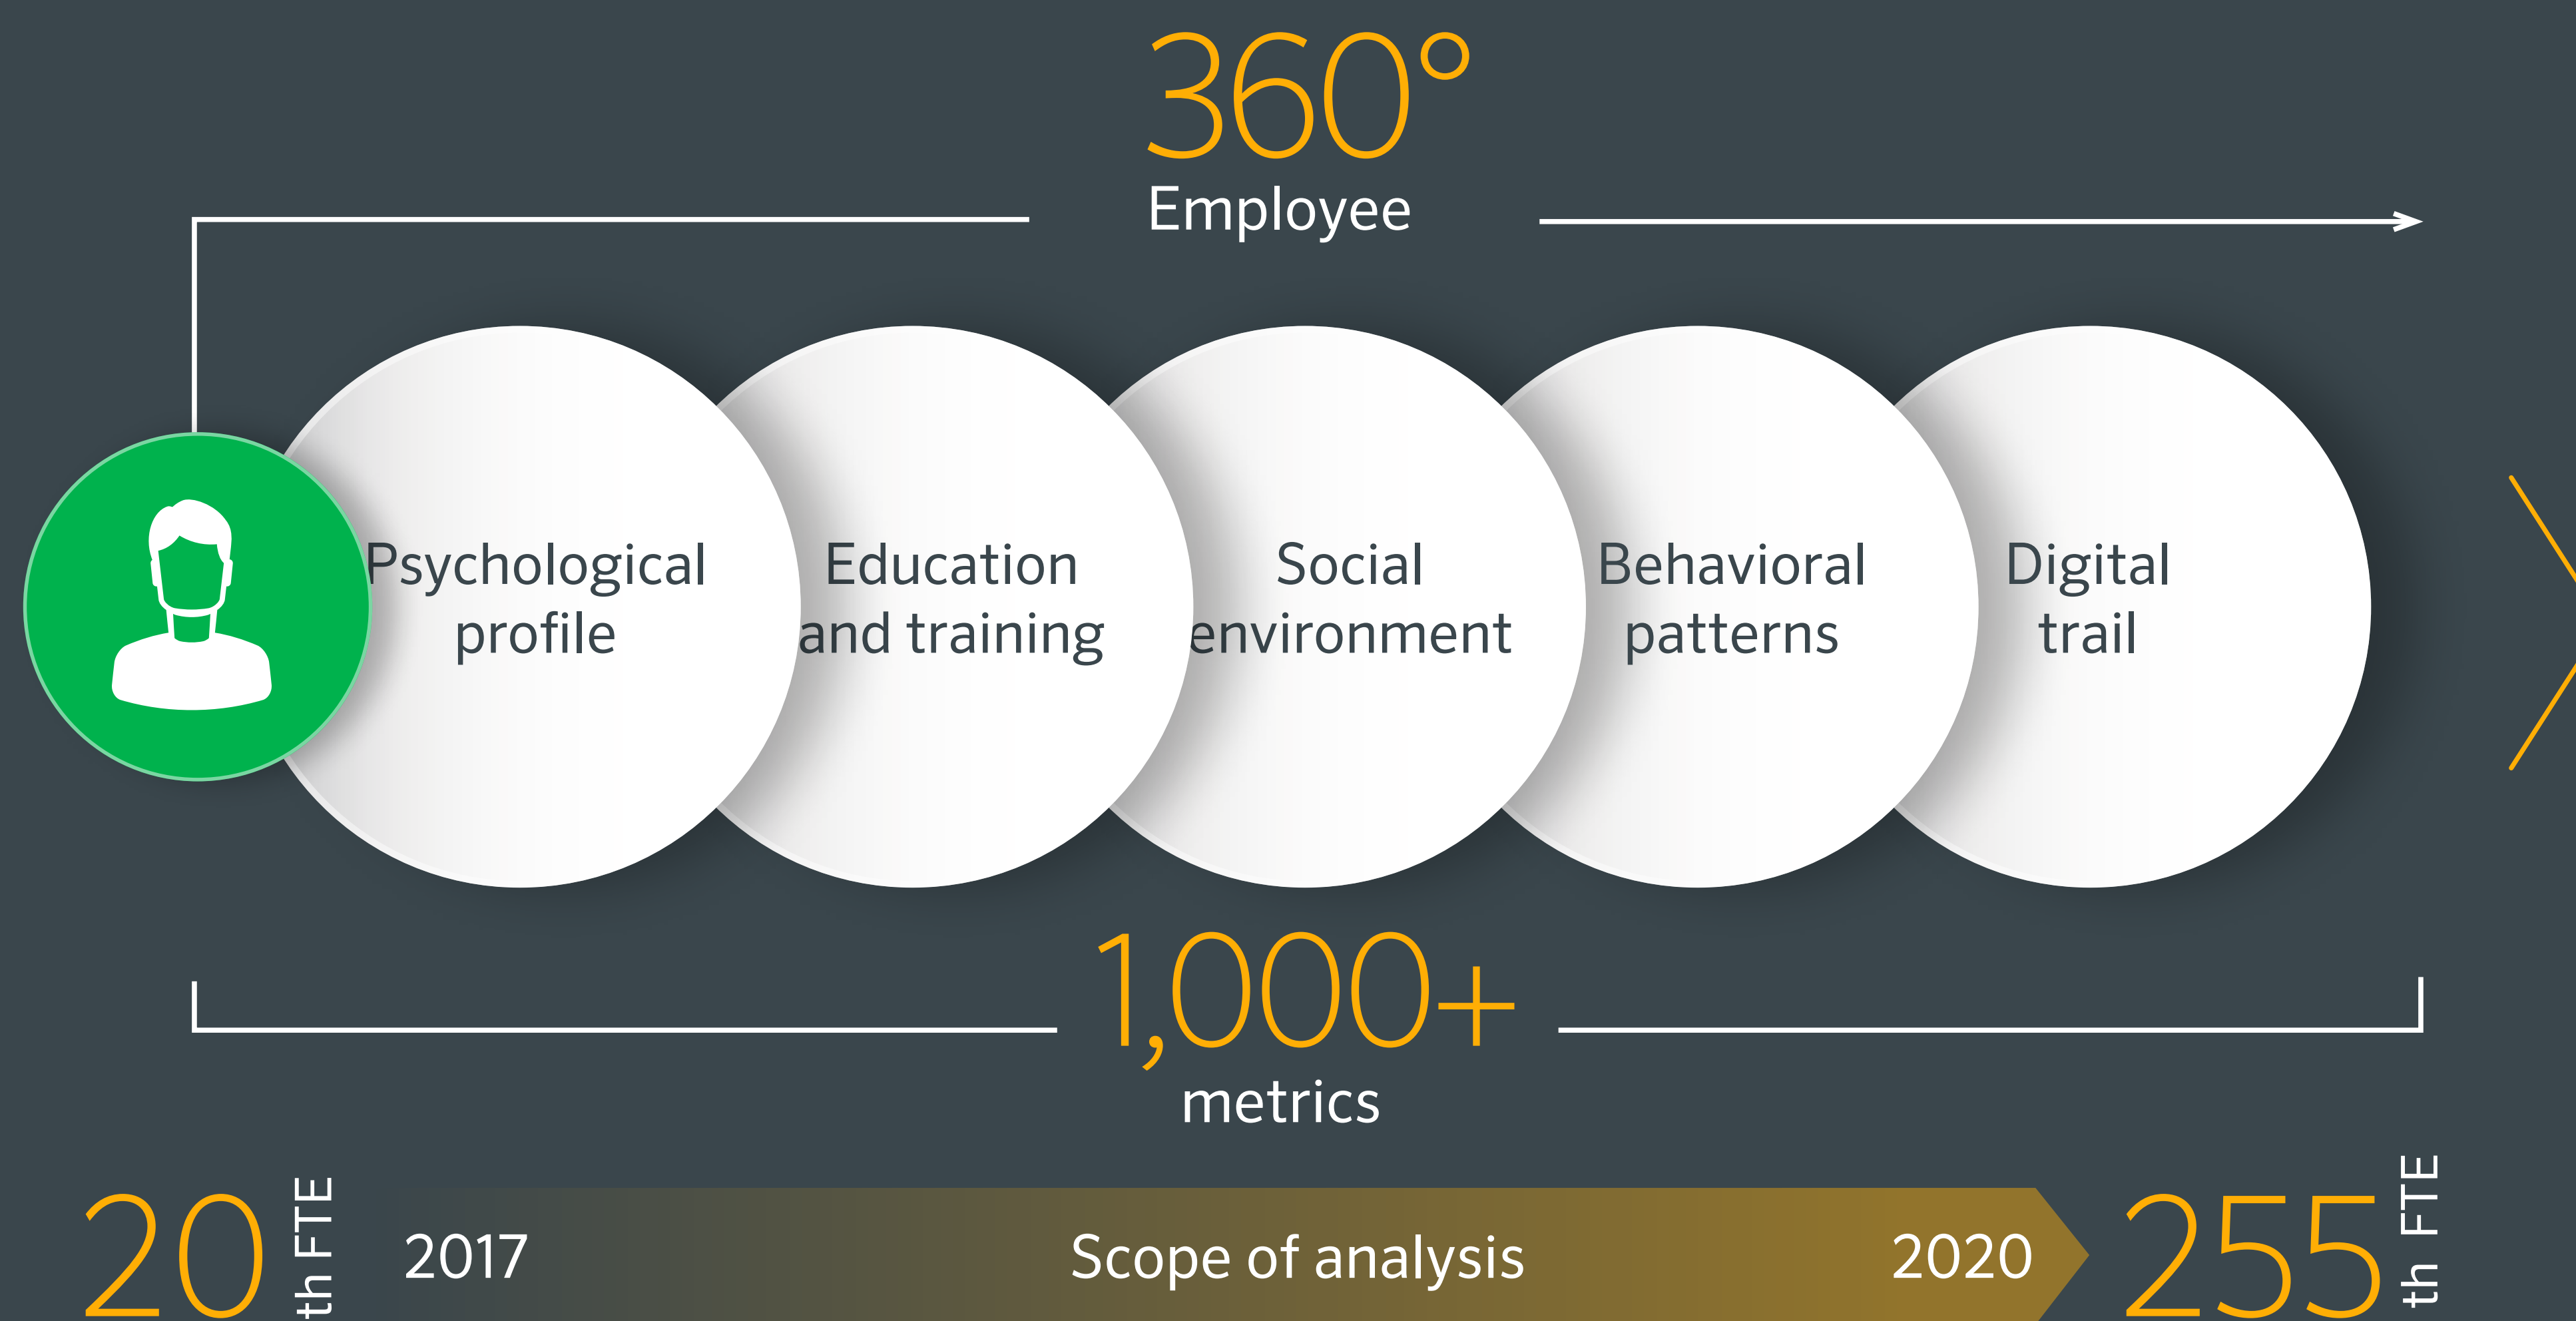 360°
Employee
Psychological
profile
Education
and training
Social
environment
Behavioral
patterns
Digital
trail
1,000+
metrics
20 th FTE
2017
Scope of analysis
2020
255 th FTE